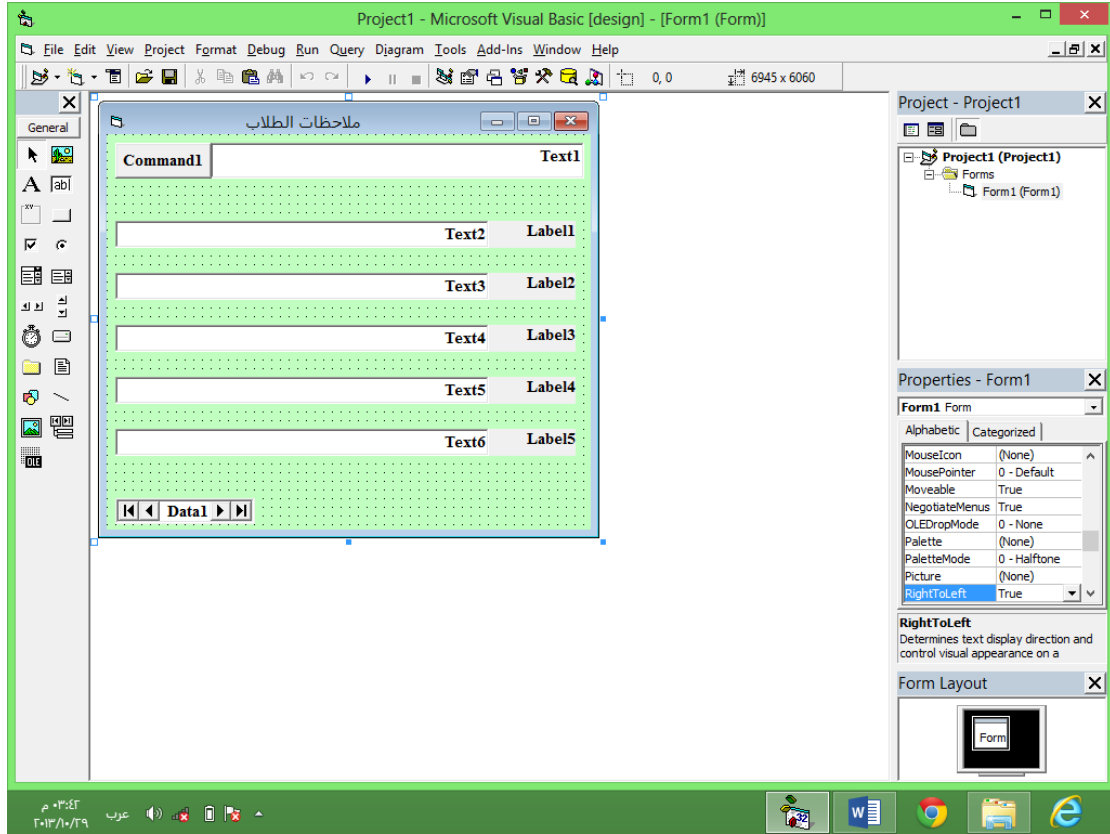 Project1 - Microsoft Visual Basic [design] - [Form1 (Form)]
File Edit View Project Format Debug Run Query Diagram Tools Add-Ins Window Help
0, 0 6945 x 6060
General
ملاحظات الطلاب
Command1 Text1
Text2 Label1
Text3 Label2
Text4 Label3
Text5 Label4
Text6 Label5
Data1
Project - Project1
Project1 (Project1)
Forms
Form1 (Form1)
Properties - Form1
Form1 Form
Alphabetic Categorized
MouseIcon (None)
MousePointer 0 - Default
Moveable True
NegotiateMenus True
OLEDropMode 0 - None
Palette (None)
PaletteMode 0 - Halftone
Picture (None)
RightToLeft True
RightToLeft
Determines text display direction and
control visual appearance on a
Form Layout
Form
٠٣:٤٢ م
٢٠١٣/١٠/٢٩
عرب